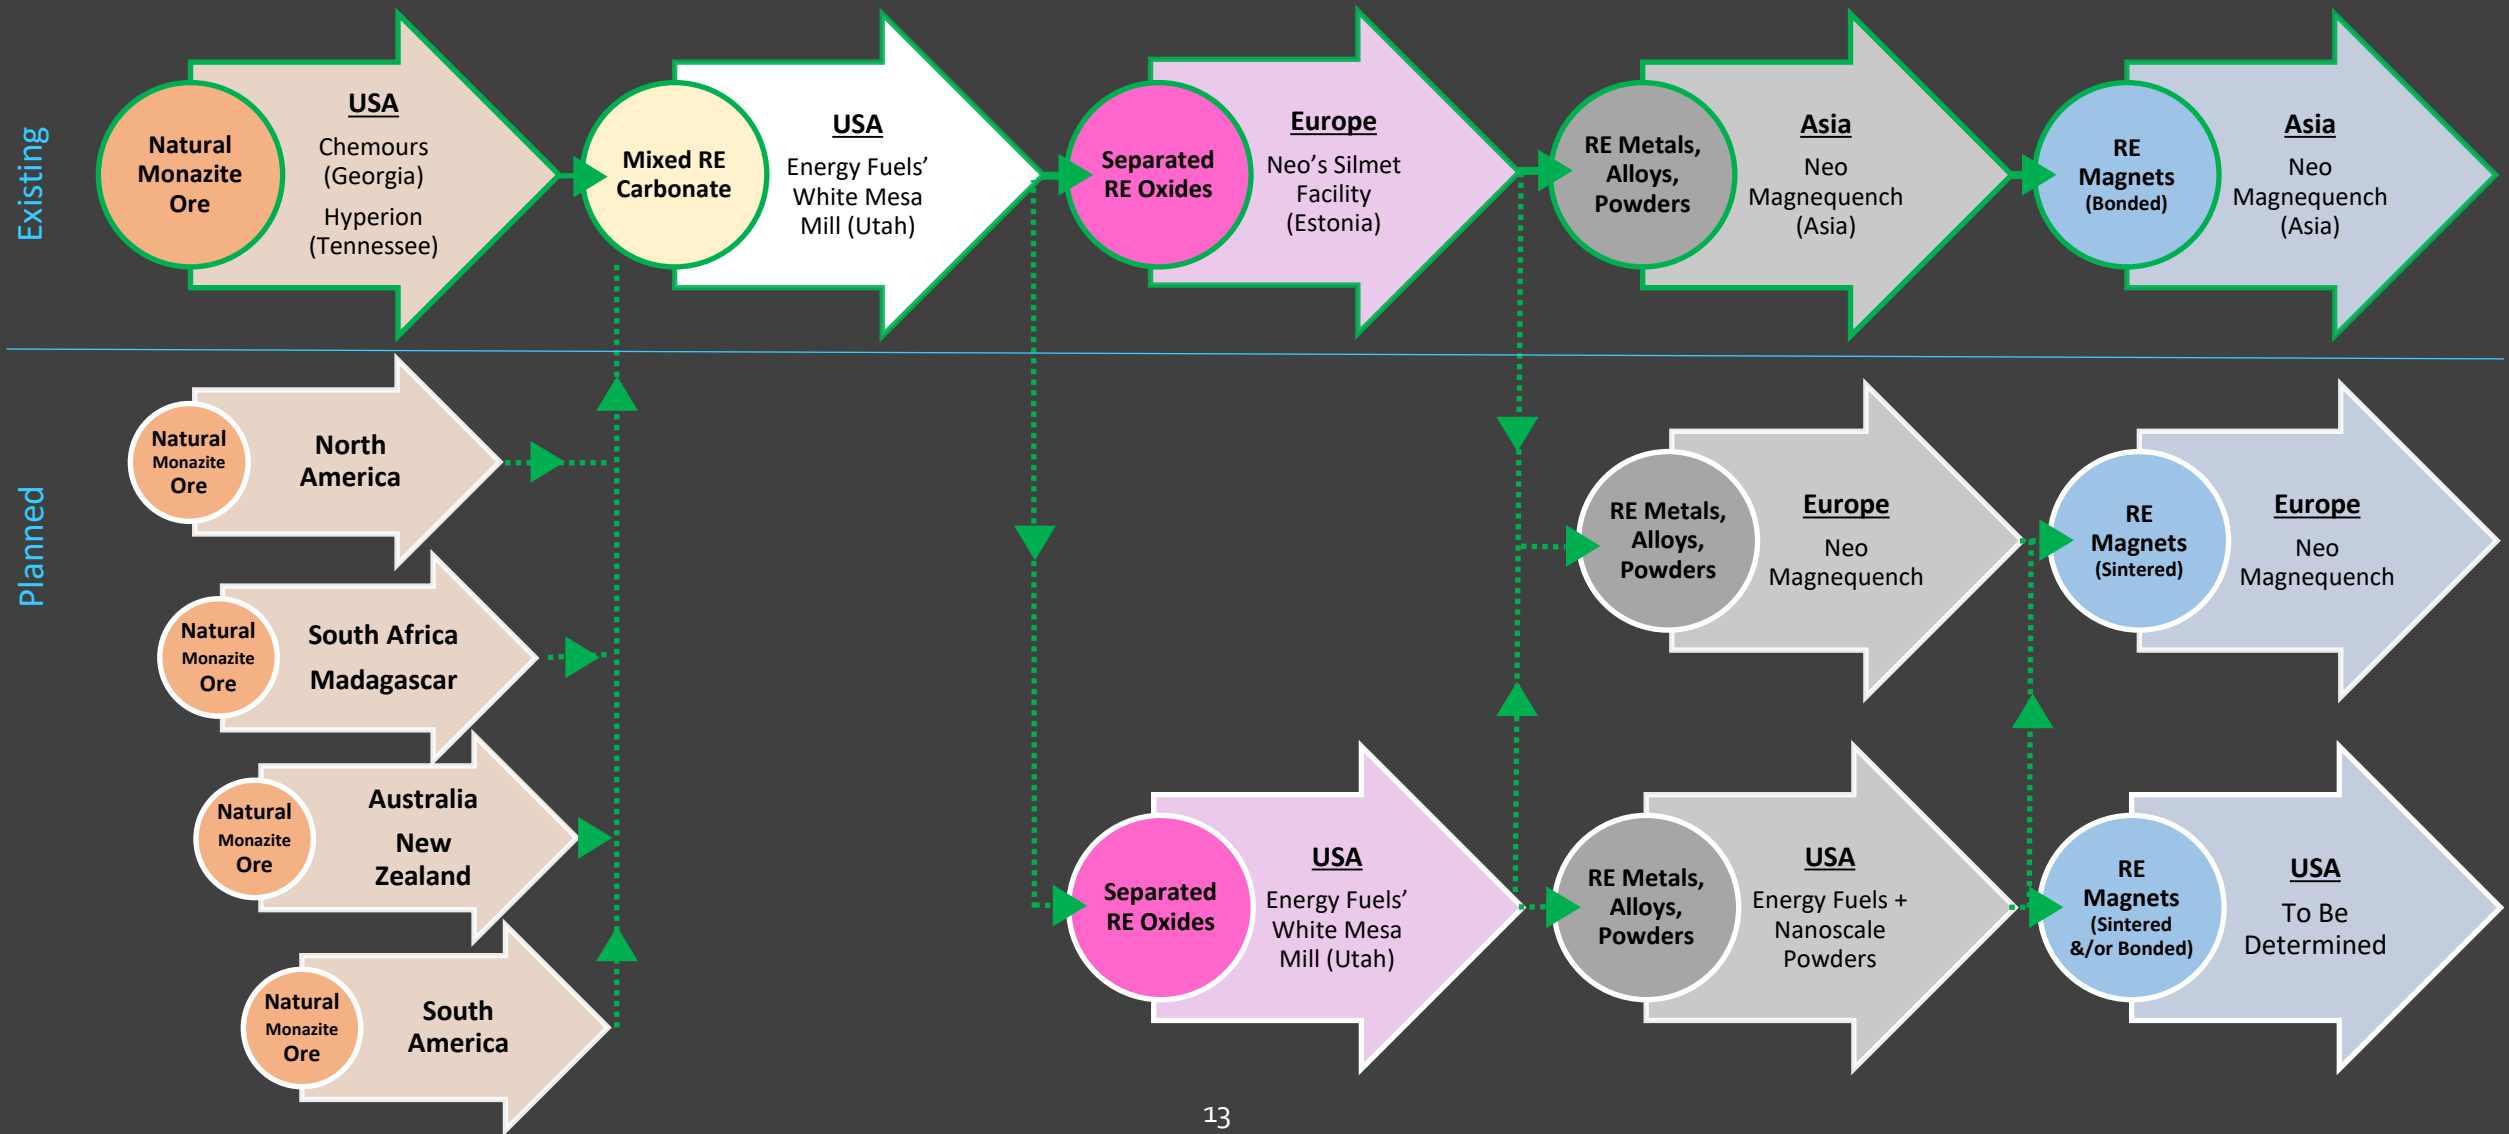 Existing
Natural
Monazite
Ore
USA
Chemours
(Georgia)
Hyperion
(Tennessee)
Mixed RE
Carbonate
USA
Energy Fuels’
White Mesa
Mill (Utah)
Separated
RE Oxides
Europe
Neo’s Silmet
Facility
(Estonia)
RE Metals,
Alloys,
Powders
Asia
Neo
Magnequench
(Asia)
RE
Magnets
(Bonded)
Asia
Neo
Magnequench
(Asia)
Planned
Natural
Monazite
Ore
North
America
Natural
Monazite
Ore
South Africa
Madagascar
Natural
Monazite
Ore
Australia
New
Zealand
Natural
Monazite
Ore
South
America
RE Metals,
Alloys,
Powders
Europe
Neo
Magnequench
RE
Magnets
(Sintered)
Europe
Neo
Magnequench
Separated
RE Oxides
USA
Energy Fuels’
White Mesa
Mill (Utah)
RE Metals,
Alloys,
Powders
USA
Energy Fuels +
Nanoscale
Powders
RE
Magnets
(Sintered
&/or Bonded)
USA
To Be
Determined
13